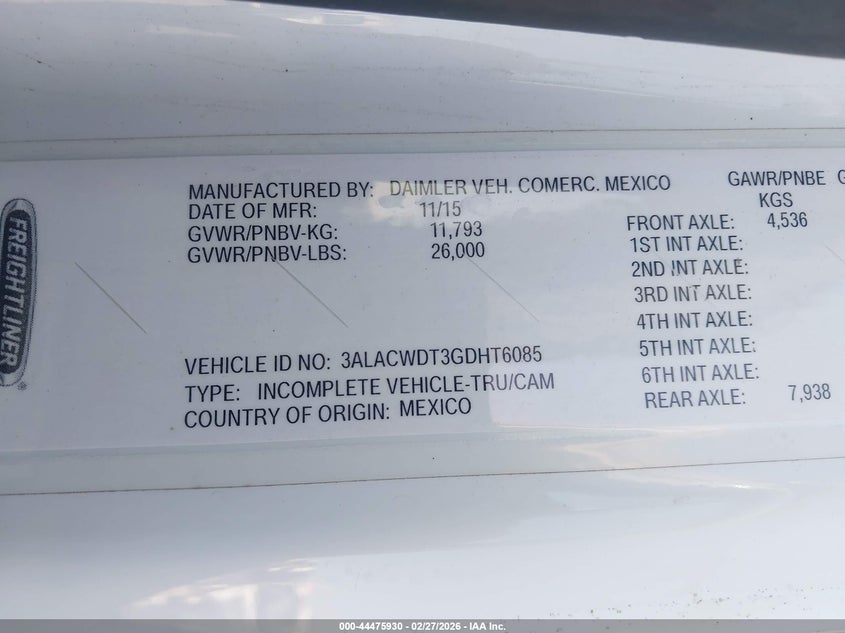 FREIGHTLINER
®
MANUFACTURED BY: DAIMLER VEH. COMERC. MEXICO
DATE OF MFR: 11/15
GVWR/PNBV-KG: 11,793
GVWR/PNBV-LBS: 26,000
VEHICLE ID NO: 3ALACWDT3GDHT6085
TYPE: INCOMPLETE VEHICLE-TRU/CAM
COUNTRY OF ORIGIN: MEXICO
GAWR/PNBE
KGS
FRONT AXLE: 4,536
1ST INT AXLE:
2ND INT AXLE:
3RD INT AXLE:
4TH INT AXLE:
5TH INT AXLE:
6TH INT AXLE:
REAR AXLE: 7,938
000-44475930 - 02/27/2026 - IAA Inc.